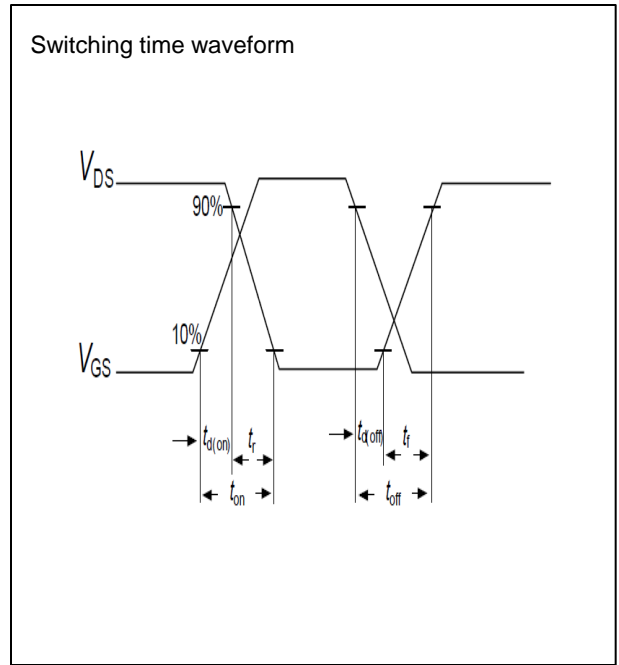 Switching time waveform
VDS
90%
10%
VGS
td(on) tr td(off) tf
ton toff